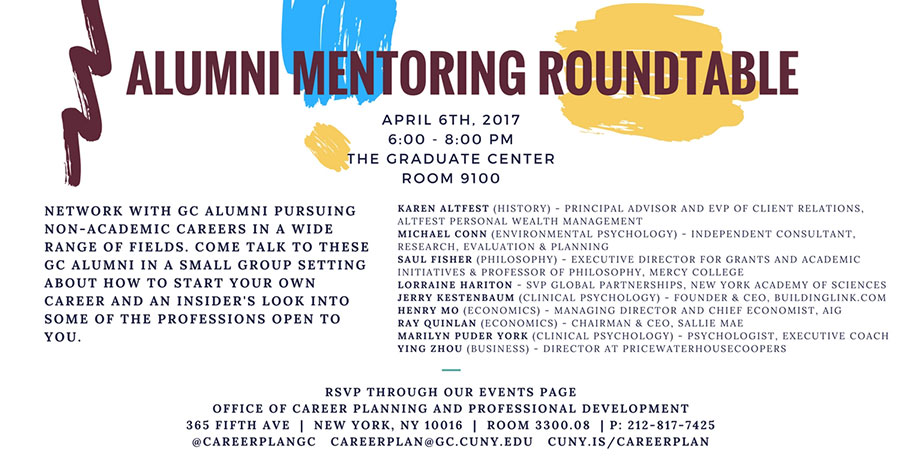 ALUMNI MENTORING ROUNDTABLE
APRIL 6TH, 2017
6:00 - 8:00 PM
THE GRADUATE CENTER
ROOM 9100
NETWORK WITH GC ALUMNI PURSUING
NON-ACADEMIC CAREERS IN A WIDE
RANGE OF FIELDS. COME TALK TO THESE
GC ALUMNI IN A SMALL GROUP SETTING
ABOUT HOW TO START YOUR OWN
CAREER AND AN INSIDER'S LOOK INTO
SOME OF THE PROFESSIONS OPEN TO
YOU.
KAREN ALTFEST (HISTORY) - PRINCIPAL ADVISOR AND EVP OF CLIENT RELATIONS,
ALTFEST PERSONAL WEALTH MANAGEMENT
MICHAEL CONN (ENVIRONMENTAL PSYCHOLOGY) - INDEPENDENT CONSULTANT,
RESEARCH, EVALUATION & PLANNING
SAUL FISHER (PHILOSOPHY) - EXECUTIVE DIRECTOR FOR GRANTS AND ACADEMIC
INITIATIVES & PROFESSOR OF PHILOSOPHY, MERCY COLLEGE
LORRAINE HARITON - SVP GLOBAL PARTNERSHIPS, NEW YORK ACADEMY OF SCIENCES
JERRY KESTENBAUM (CLINICAL PSYCHOLOGY) - FOUNDER & CEO, BUILDINGLINK.COM
HENRY MO (ECONOMICS) - MANAGING DIRECTOR AND CHIEF ECONOMIST, AIG
RAY QUINLAN (ECONOMICS) - CHAIRMAN & CEO, SALLIE MAE
MARILYN PUDER YORK (CLINICAL PSYCHOLOGY) - PSYCHOLOGIST, EXECUTIVE COACH
YING ZHOU (BUSINESS) - DIRECTOR AT PRICEWATERHOUSECOOPERS
RSVP THROUGH OUR EVENTS PAGE
OFFICE OF CAREER PLANNING AND PROFESSIONAL DEVELOPMENT
365 FIFTH AVE | NEW YORK, NY 10016 | ROOM 3300.08 | P: 212-817-7425
@CAREERPLANGC CAREERPLAN@GC.CUNY.EDU CUNY.IS/CAREERPLAN